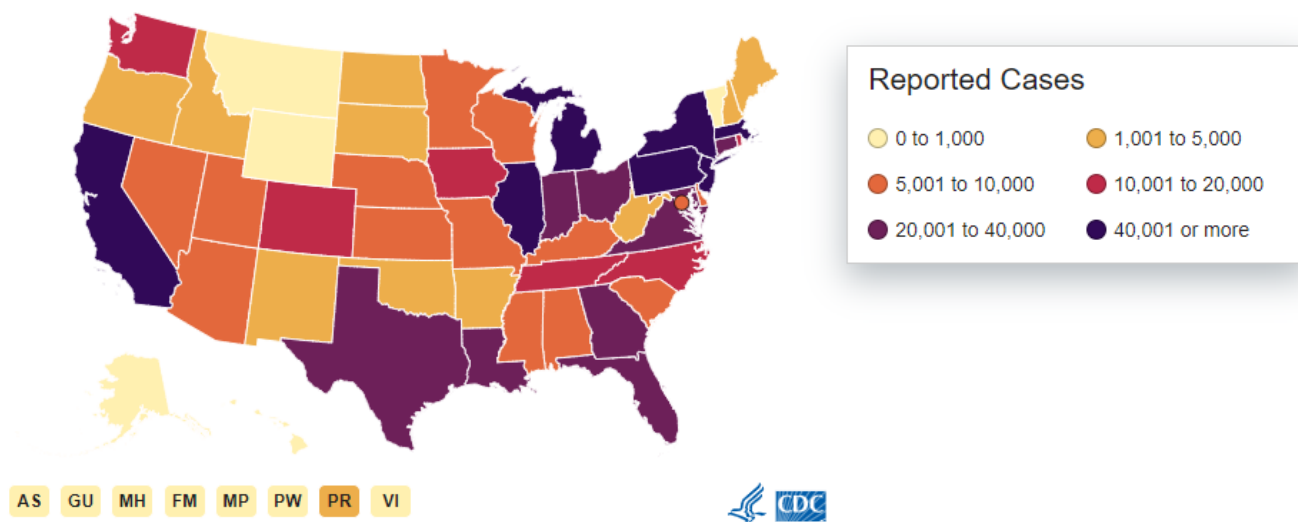 Reported Cases
0 to 1,000
1,001 to 5,000
5,001 to 10,000
10,001 to 20,000
20,001 to 40,000
40,001 or more
AS GU MH FM MP PW PR VI
CDC